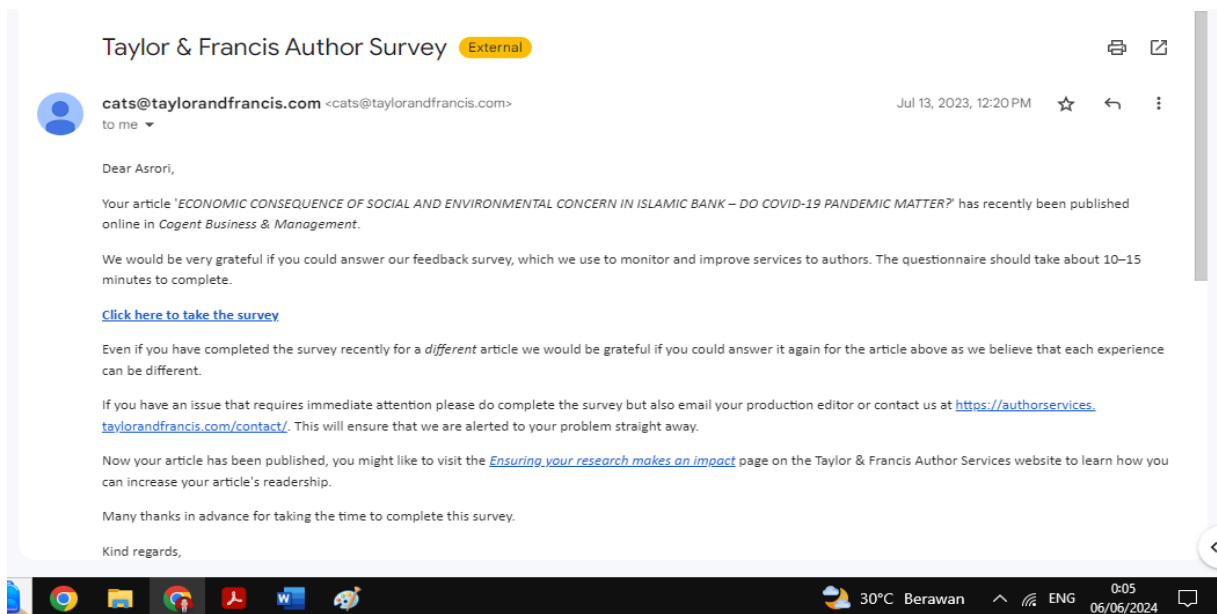 Taylor & Francis Author Survey External
cats@taylorandfrancis.com <cats@taylorandfrancis.com> Jul 13, 2023, 12:20 PM
to me
Dear Asrori,
Your article 'ECONOMIC CONSEQUENCE OF SOCIAL AND ENVIRONMENTAL CONCERN IN ISLAMIC BANK – DO COVID-19 PANDEMIC MATTER?' has recently been published
online in Cogent Business & Management.
We would be very grateful if you could answer our feedback survey, which we use to monitor and improve services to authors. The questionnaire should take about 10–15
minutes to complete.
Click here to take the survey
Even if you have completed the survey recently for a different article we would be grateful if you could answer it again for the article above as we believe that each experience
can be different.
If you have an issue that requires immediate attention please do complete the survey but also email your production editor or contact us at https://authorservices.
taylorandfrancis.com/contact/. This will ensure that we are alerted to your problem straight away.
Now your article has been published, you might like to visit the Ensuring your research makes an impact page on the Taylor & Francis Author Services website to learn how you
can increase your article's readership.
Many thanks in advance for taking the time to complete this survey.
Kind regards,
30°C Berawan ENG 0:05
06/06/2024